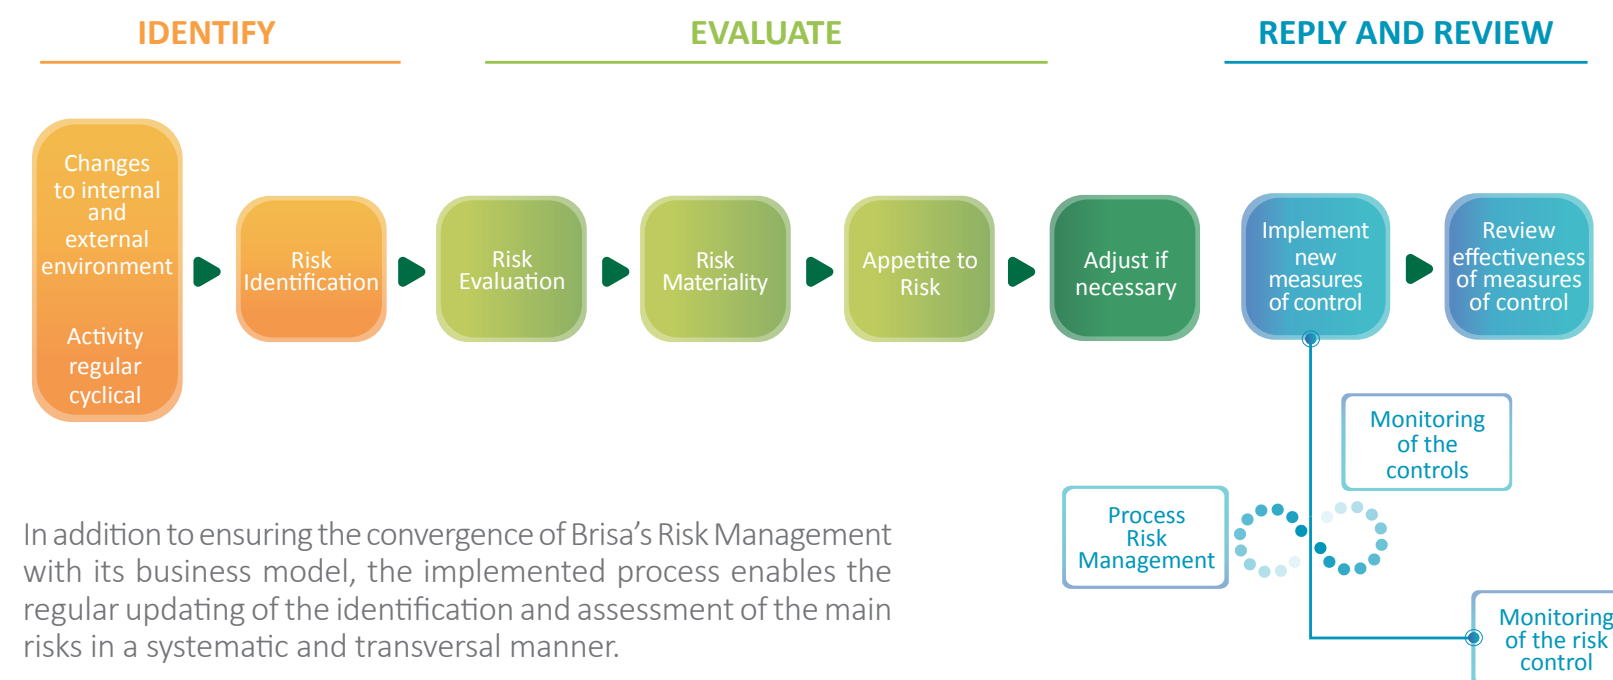 IDENTIFY
EVALUATE
REPLY AND REVIEW
Changes
to internal
and
external
environment
Activity
regular
cyclical
Risk
Identification
Risk
Evaluation
Risk
Materiality
Appetite to
Risk
Adjust if
necessary
Implement
new
measures
of control
Review
effectiveness
of measures
of control
Monitoring
of the
controls
Process
Risk
Management
Monitoring
of the risk
control
In addition to ensuring the convergence of Brisa’s Risk Management
with its business model, the implemented process enables the
regular updating of the identification and assessment of the main
risks in a systematic and transversal manner.